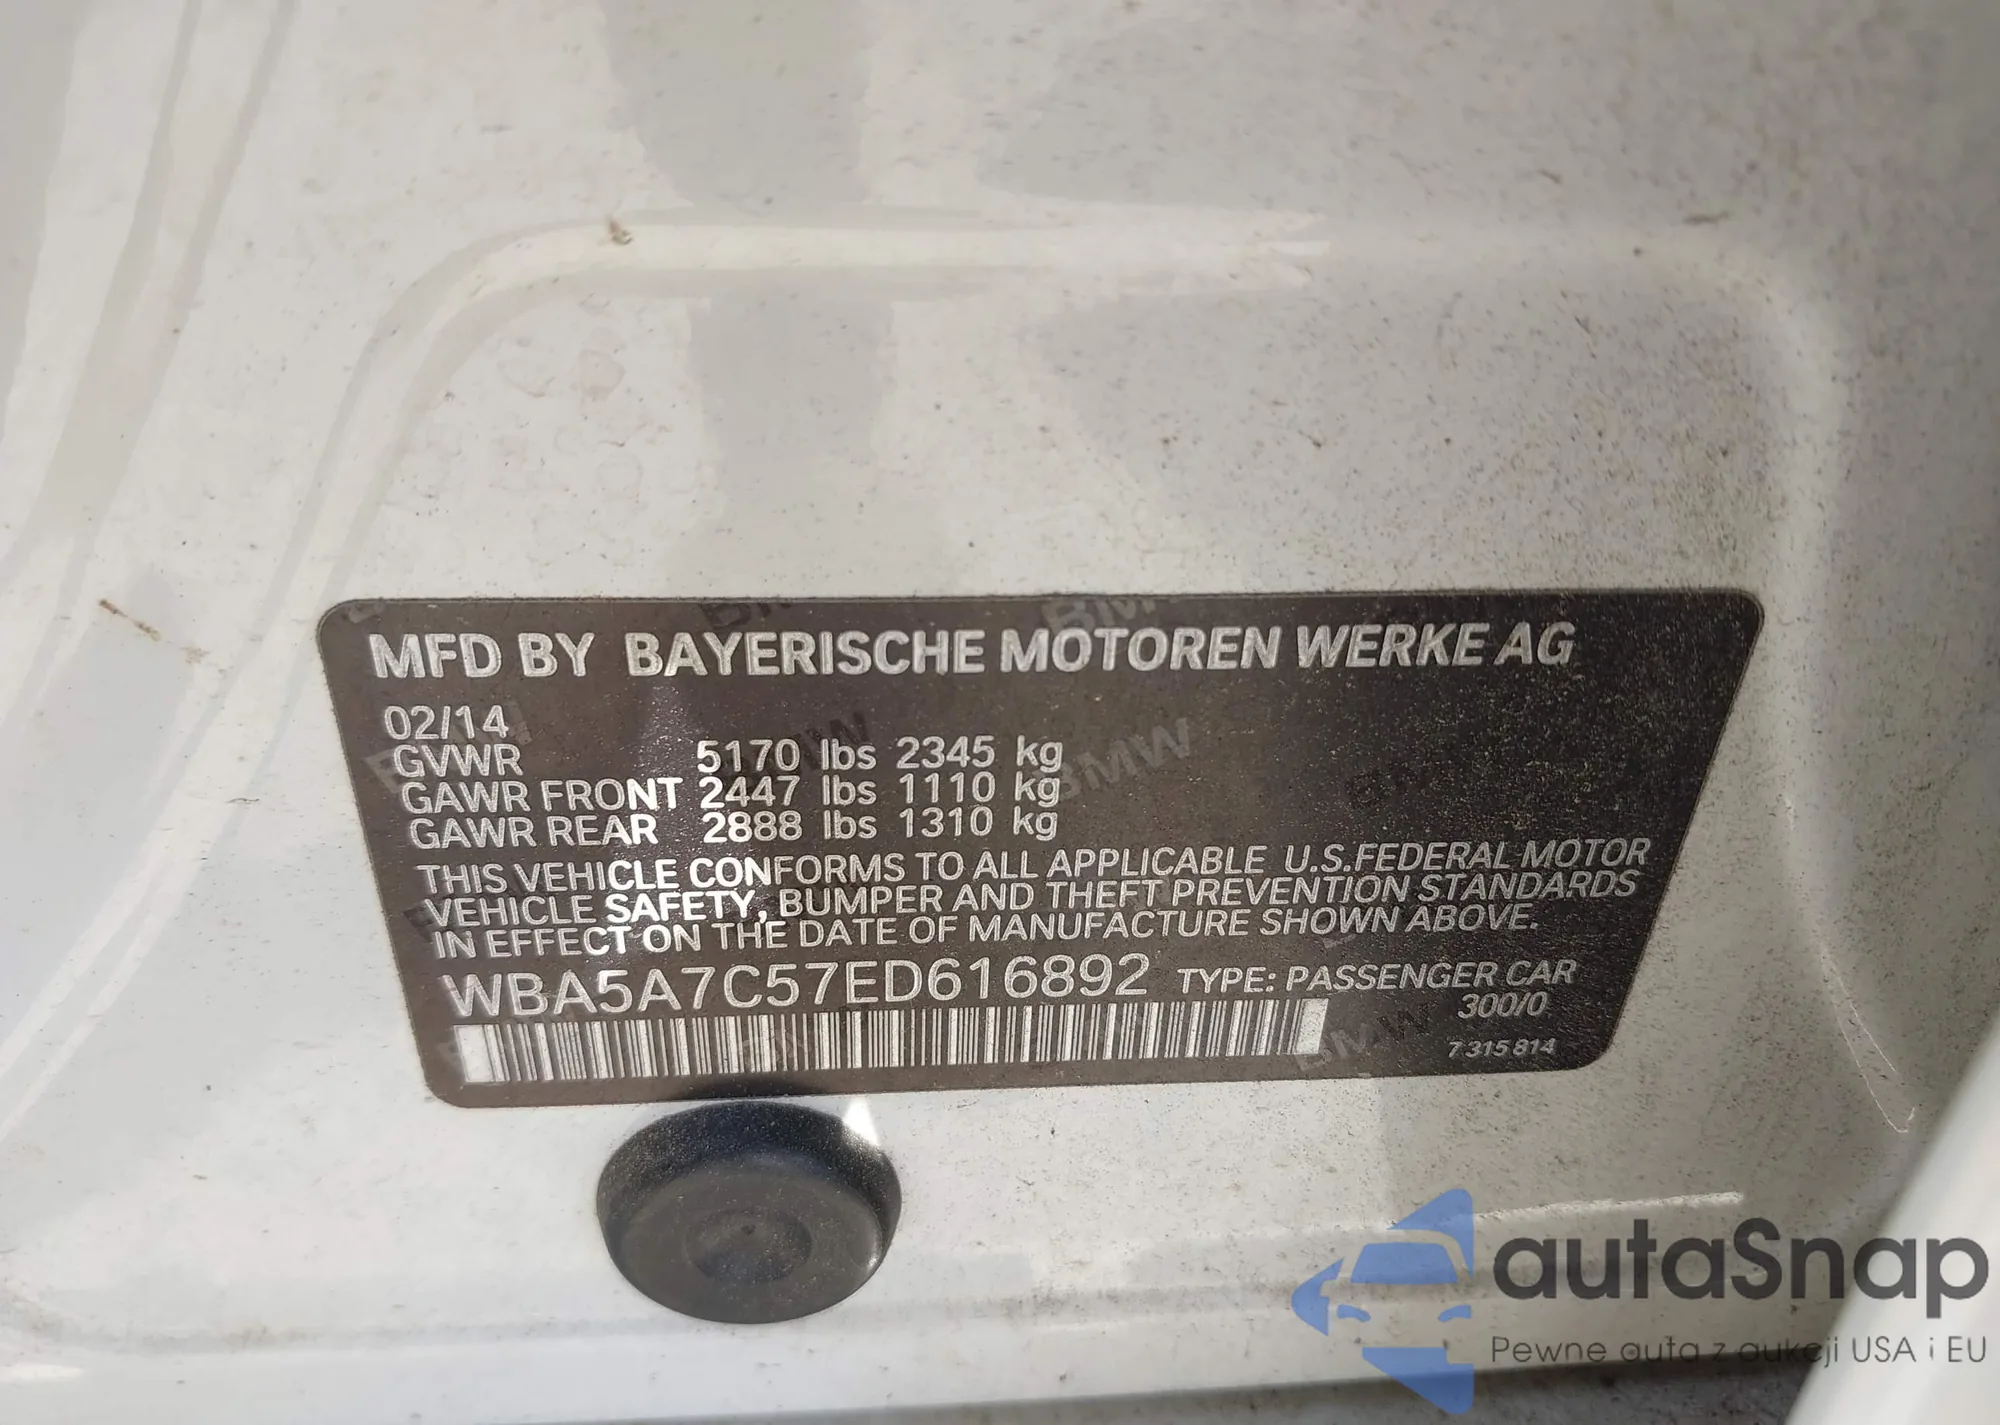 MFD BY BAYERISCHE MOTOREN WERKE AG
02/14
GVWR 5170 lbs 2345 kg
GAWR FRONT 2447 lbs 1110 kg
GAWR REAR 2888 lbs 1310 kg
THIS VEHICLE CONFORMS TO ALL APPLICABLE U.S.FEDERAL MOTOR
VEHICLE SAFETY, BUMPER AND THEFT PREVENTION STANDARDS
IN EFFECT ON THE DATE OF MANUFACTURE SHOWN ABOVE.
WBA5A7C57ED616892 TYPE: PASSENGER CAR
300/0
7 315 814
autaSnap
Pewne auta z aukcji USA i EU